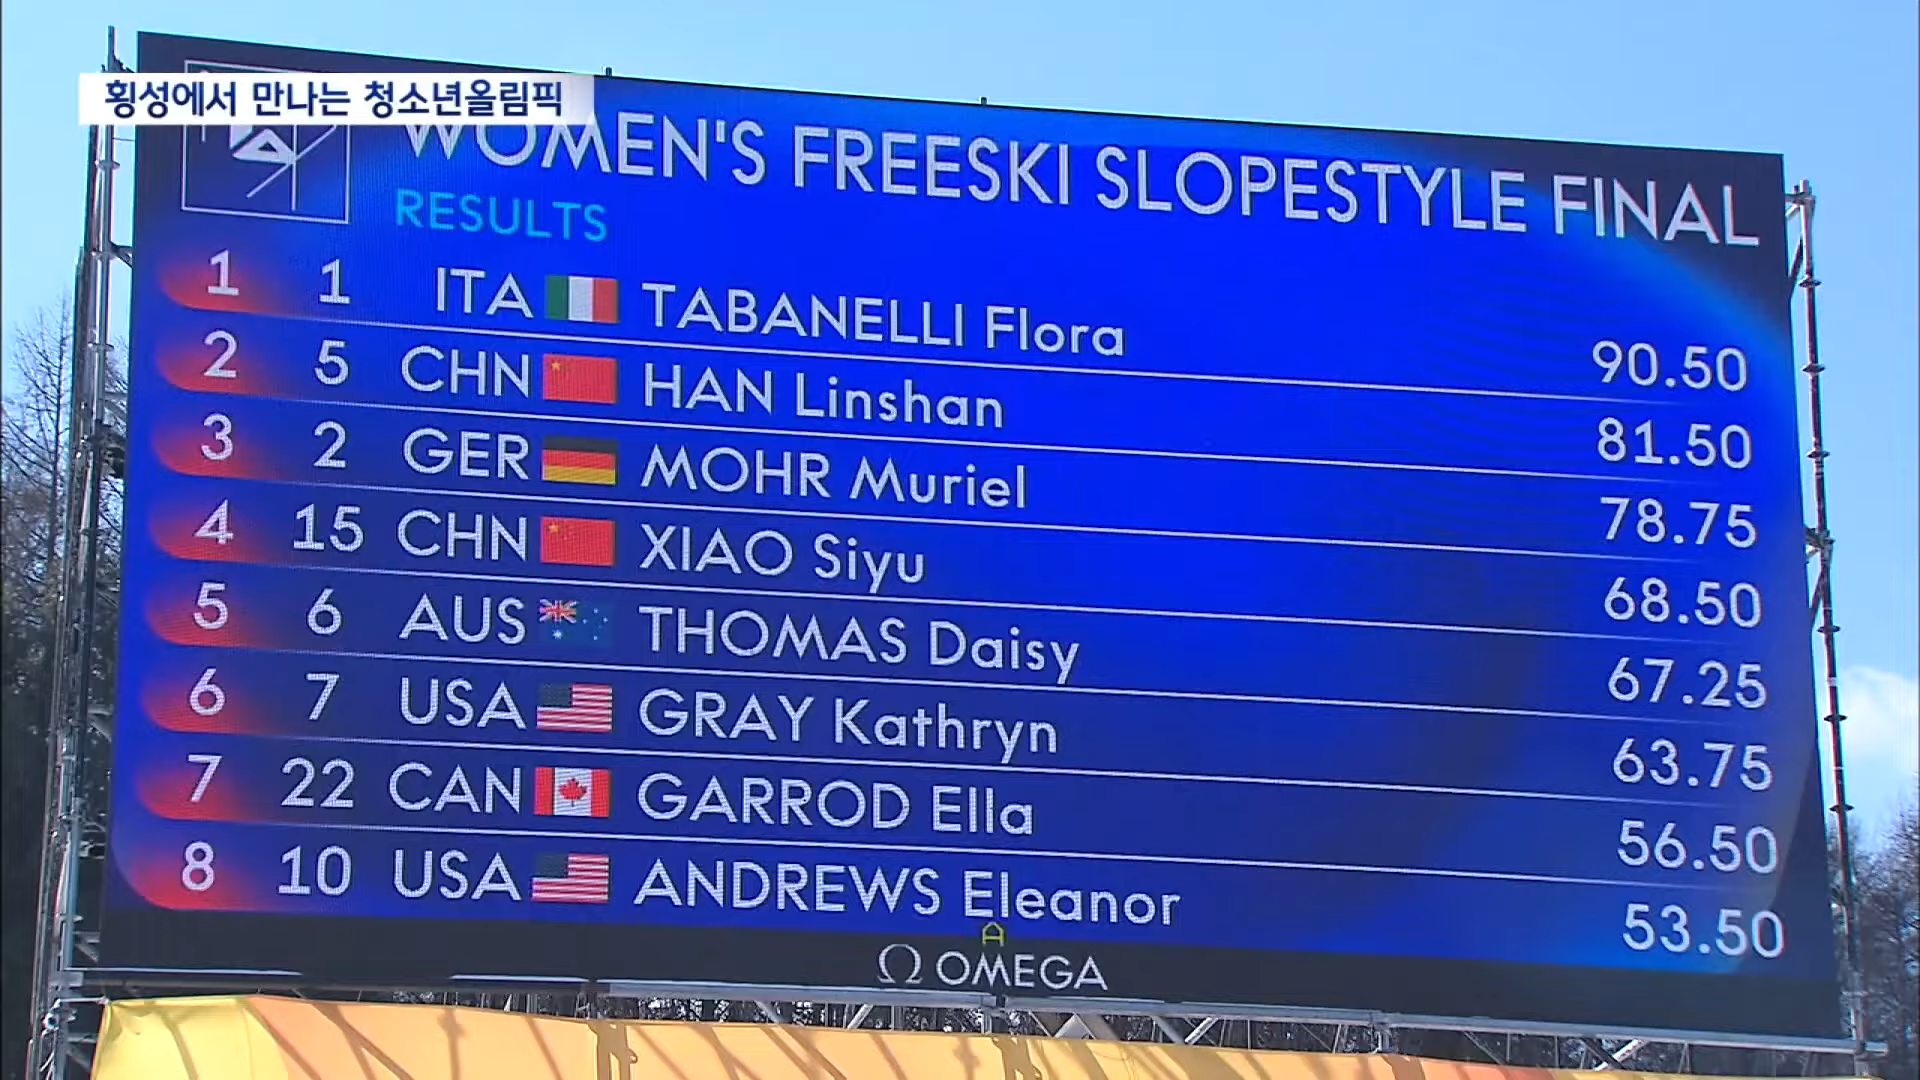 횡성에서 만나는 청소년올림픽
WOMEN'S FREESKI SLOPESTYLE FINAL
RESULTS
1 1 ITA TABANELLI Flora 90.50
2 5 CHN HAN Linshan 81.50
3 2 GER MOHR Muriel 78.75
4 15 CHN XIAO Siyu 68.50
5 6 AUS THOMAS Daisy 67.25
6 7 USA GRAY Kathryn 63.75
7 22 CAN GARROD Ella 56.50
8 10 USA ANDREWS Eleanor 53.50
A
Ω OMEGA